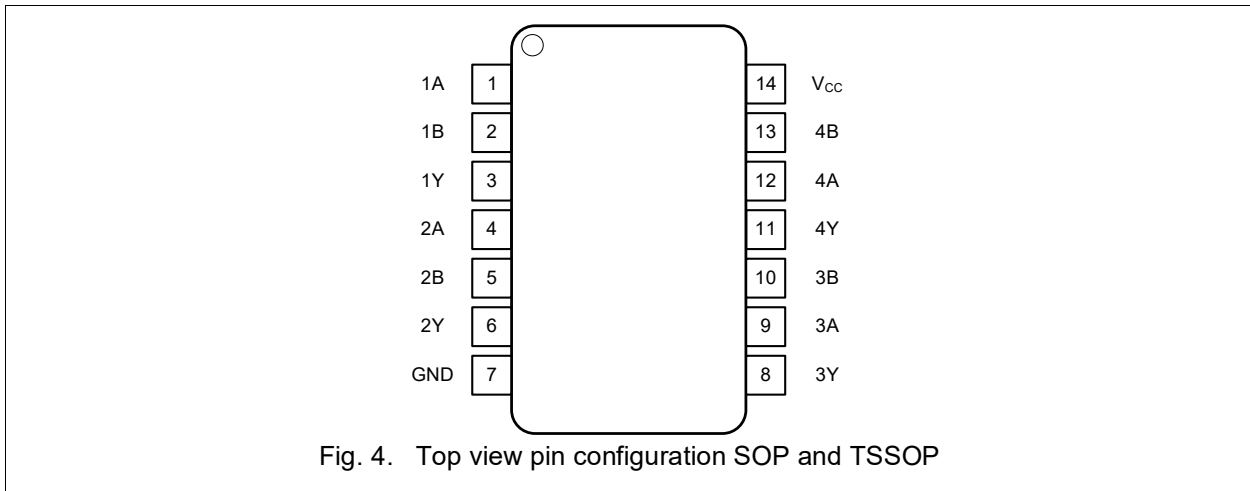 1A 1 14 VCC
1B 2 13 4B
1Y 3 12 4A
2A 4 11 4Y
2B 5 10 3B
2Y 6 9 3A
GND 7 8 3Y
Fig. 4. Top view pin configuration SOP and TSSOP